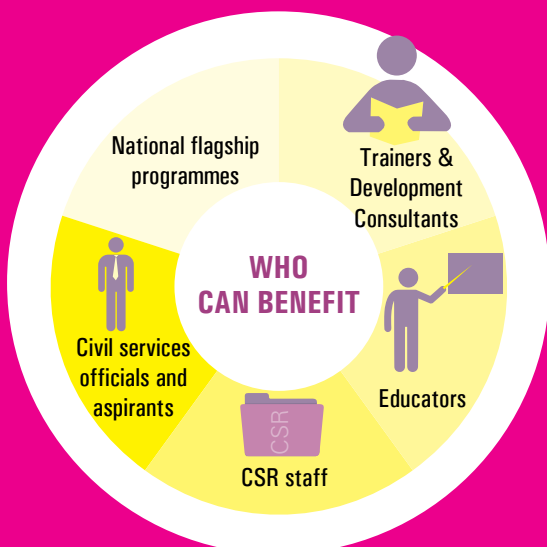 WHO
CAN BENEFIT
National flagship
programmes
Trainers &
Development
Consultants
Educators
CSR
CSR staff
Civil services
officials and
aspirants